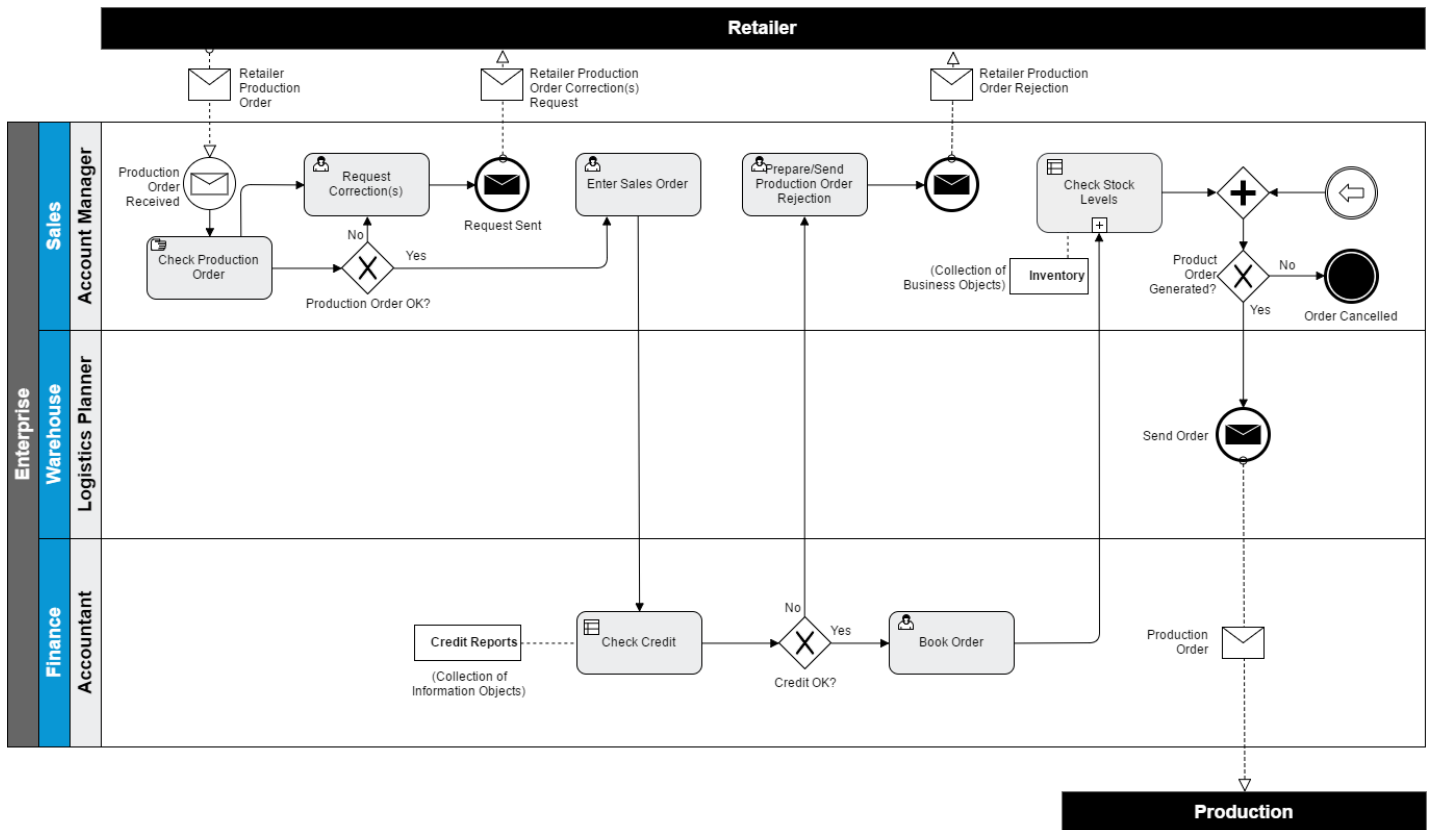 Retailer
Retailer
Production
Order
Retailer Production
Order Correction(s)
Request
Retailer Production
Order Rejection
Enterprise
Sales
Account Manager
Production
Order
Received
Request
Correction(s)
Request Sent
Enter Sales Order
Prepare/Send
Production Order
Rejection
Check Stock
Levels
Check Production
Order
No
Yes
Production Order OK?
(Collection of
Business Objects)
Inventory
Product
Order
Generated?
No
Yes
Order Cancelled
Warehouse
Logistics Planner
Send Order
Finance
Accountant
Credit Reports
(Collection of
Information Objects)
Check Credit
No
Yes
Credit OK?
Book Order
Production
Order
Production